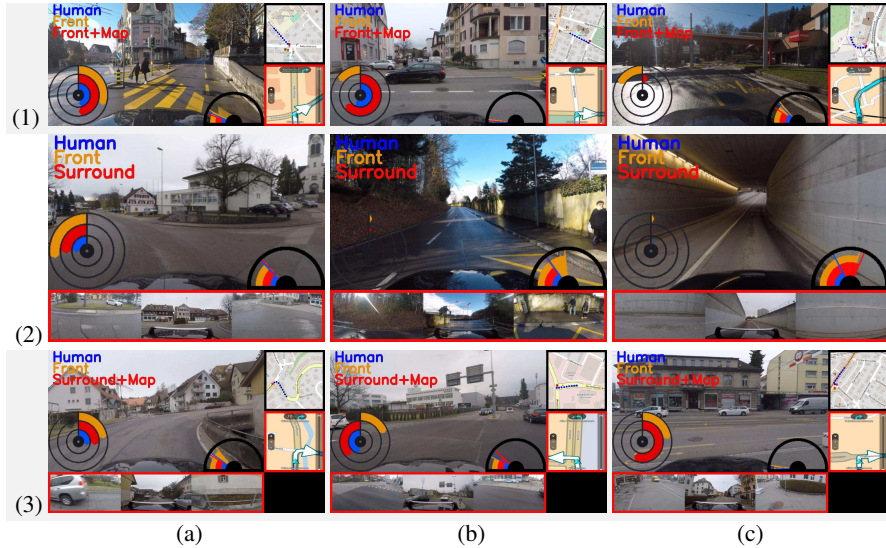 Human
Front
Front+Map
Human
Front
Front+Map
Human
Front
Front+Map
(1)
Human
Front
Surround
Human
Front
Surround
Human
Front
Surround
(2)
Human
Front
Surround+Map
Human
Front
Surround+Map
Human
Front
Surround+Map
(3)
(a)
(b)
(c)